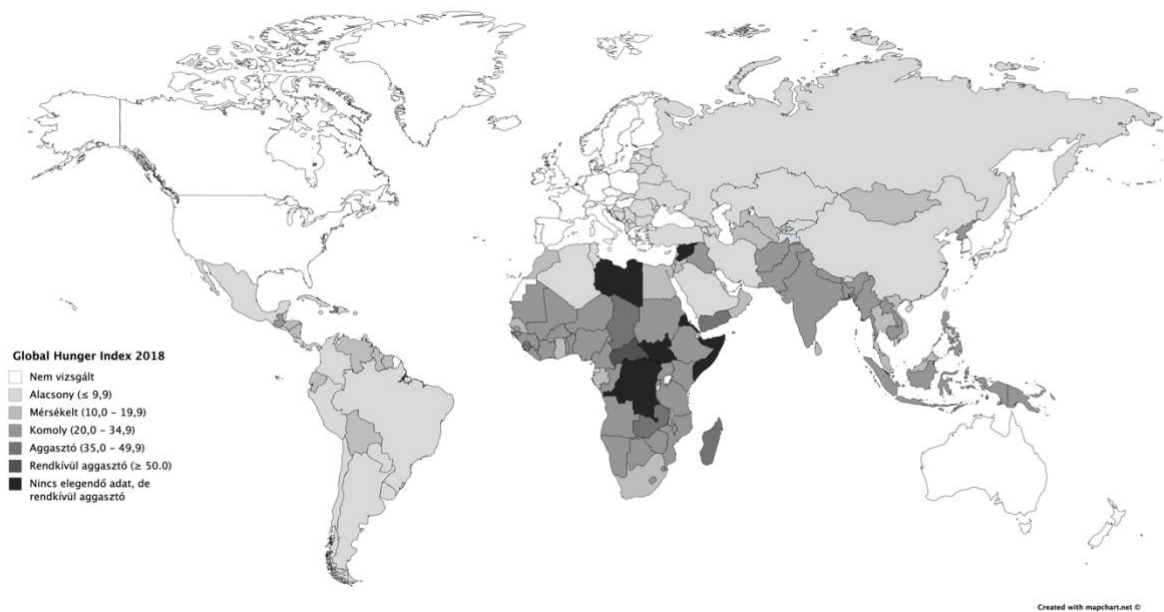 Global Hunger Index 2018
Nem vizsgált
Alacsony (≤ 9,9)
Mérsékelt (10,0 – 19,9)
Komoly (20,0 – 34,9)
Aggasztó (35,0 – 49,9)
Rendkívül aggasztó (≥ 50.0)
Nincs elegendő adat, de
rendkívül aggasztó
Created with mapchart.net ©